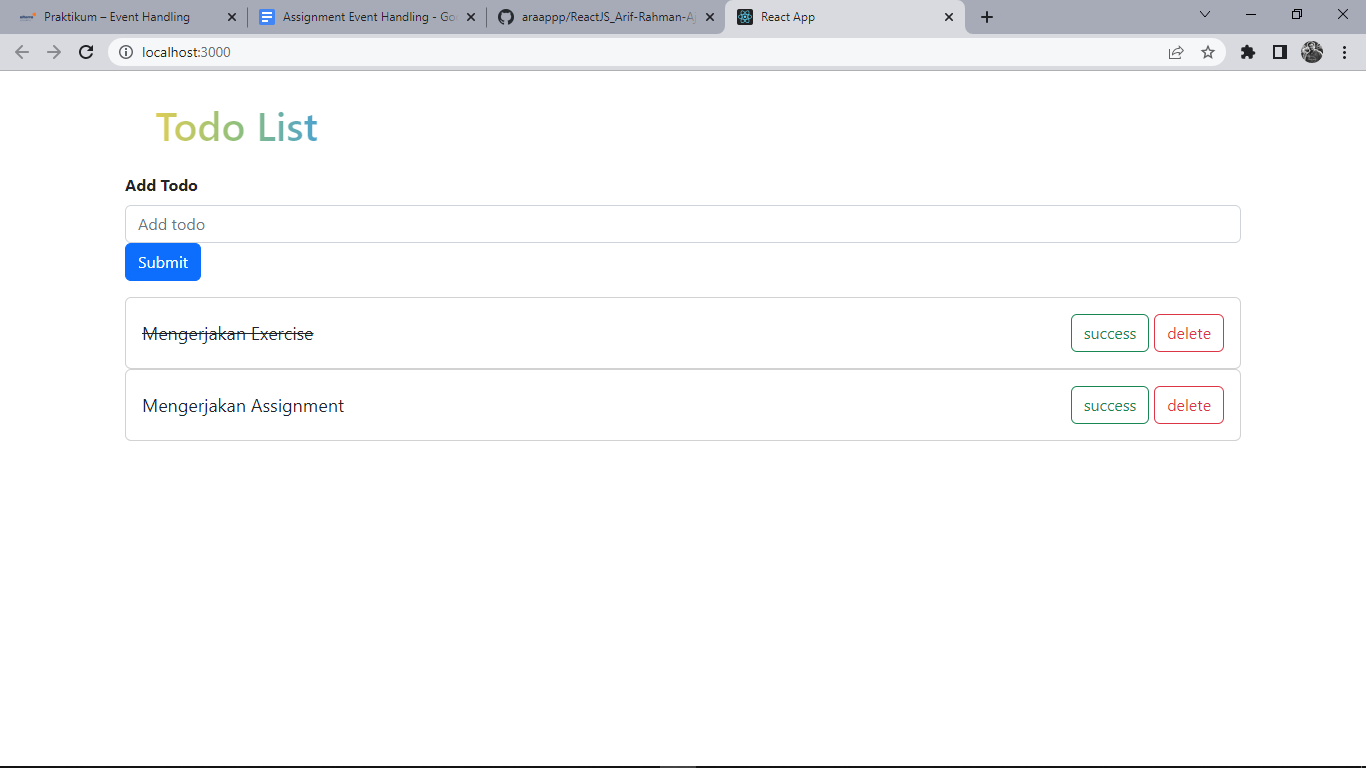 Praktikum – Event Handling
Assignment Event Handling - Go
araappp/ReactJS_Arif-Rahman-A
React App
localhost:3000
Todo List
Add Todo
Add todo
Submit
Mengerjakan Exercise
success
delete
Mengerjakan Assignment
success
delete